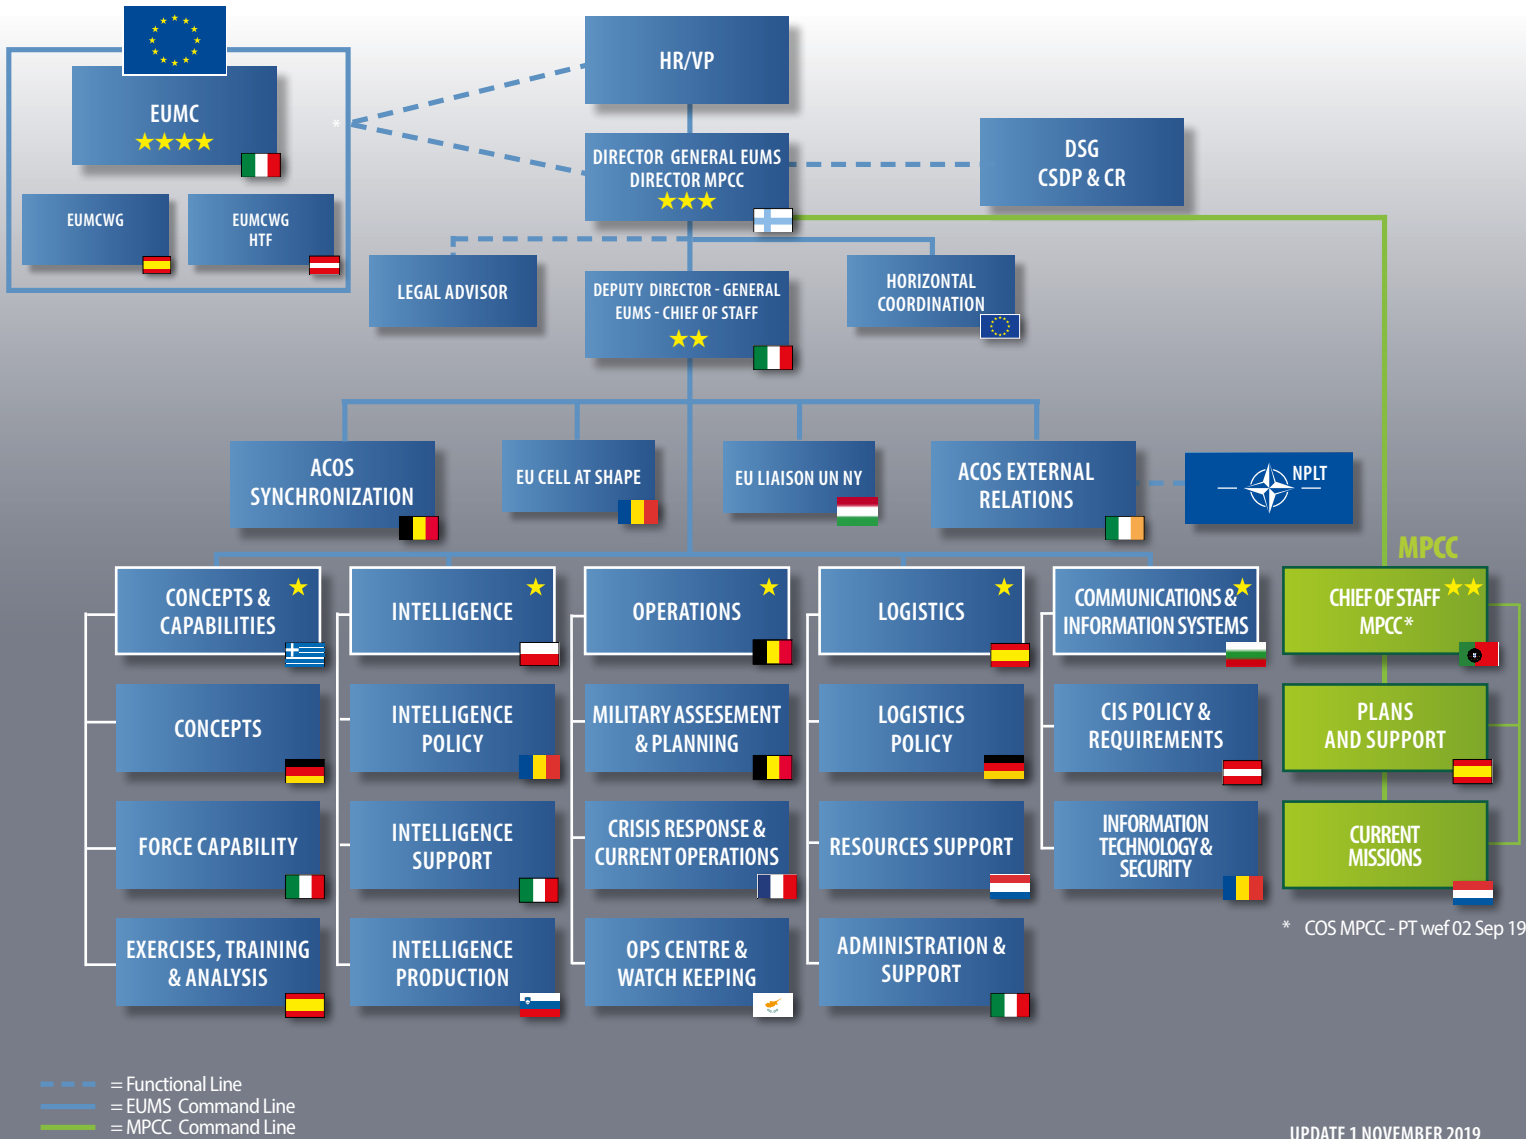 HR/VP
EUMC
DIRECTOR GENERAL EUMS
DIRECTOR MPCC
DSG
CSDP & CR
EUMCWG
EUMCWG
HTF
*
LEGAL ADVISOR
DEPUTY DIRECTOR - GENERAL
EUMS - CHIEF OF STAFF
HORIZONTAL
COORDINATION
ACOS
SYNCHRONIZATION
EU CELL AT SHAPE
EU LIAISON UN NY
ACOS EXTERNAL
RELATIONS
NPLT
MPCC
CONCEPTS &
CAPABILITIES
INTELLIGENCE
OPERATIONS
LOGISTICS
COMMUNICATIONS &
INFORMATION SYSTEMS
CHIEF OF STAFF
MPCC*
CONCEPTS
INTELLIGENCE
POLICY
MILITARY ASSESEMENT
& PLANNING
LOGISTICS
POLICY
CIS POLICY &
REQUIREMENTS
PLANS
AND SUPPORT
FORCE CAPABILITY
INTELLIGENCE
SUPPORT
CRISIS RESPONSE &
CURRENT OPERATIONS
RESOURCES SUPPORT
INFORMATION
TECHNOLOGY &
SECURITY
CURRENT
MISSIONS
* COS MPCC - PT wef 02 Sep 19
EXERCISES, TRAINING
& ANALYSIS
INTELLIGENCE
PRODUCTION
OPS CENTRE &
WATCH KEEPING
ADMINISTRATION &
SUPPORT
= Functional Line
= EUMS Command Line
= MPCC Command Line
UPDATE 1 NOVEMBER 2019